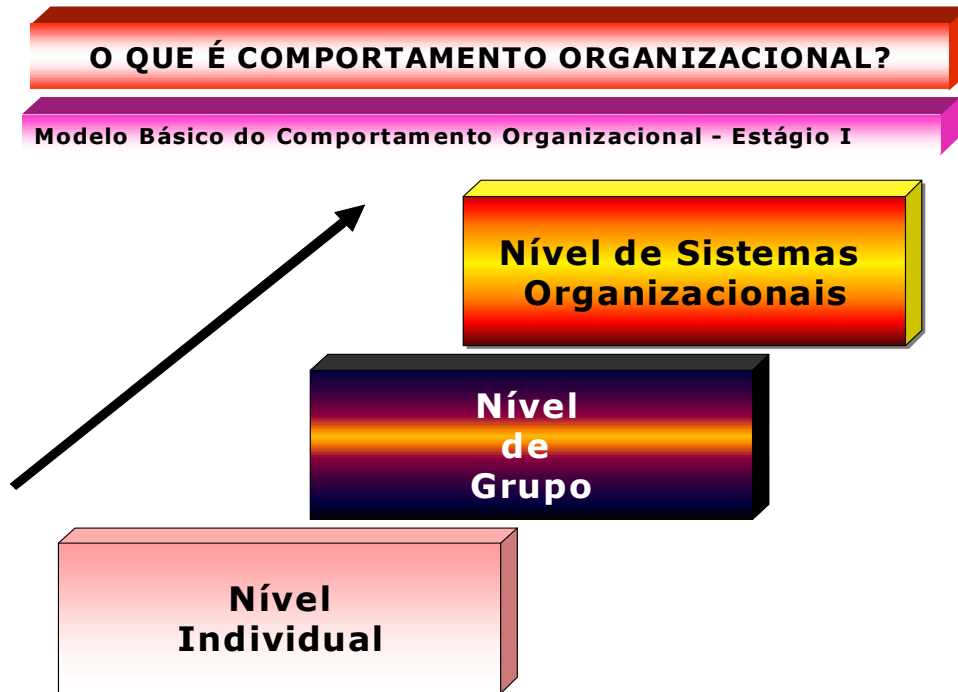 O QUE É COMPORTAMENTO ORGANIZACIONAL?
Modelo Básico do Comportamento Organizacional - Estágio I
Nível de Sistemas
Organizacionais
Nível
de
Grupo
Nível
Individual